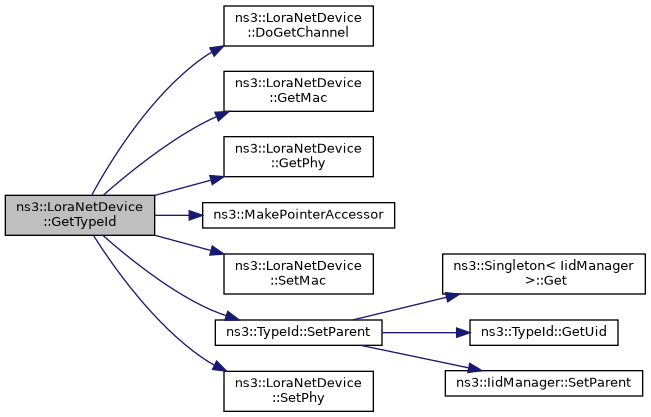 ns3::LoraNetDevice
::GetTypeId
ns3::LoraNetDevice
::DoGetChannel
ns3::LoraNetDevice
::GetMac
ns3::LoraNetDevice
::GetPhy
ns3::MakePointerAccessor
ns3::LoraNetDevice
::SetMac
ns3::TypeId::SetParent
ns3::LoraNetDevice
::SetPhy
ns3::Singleton< IidManager
>::Get
ns3::TypeId::GetUid
ns3::IidManager::SetParent